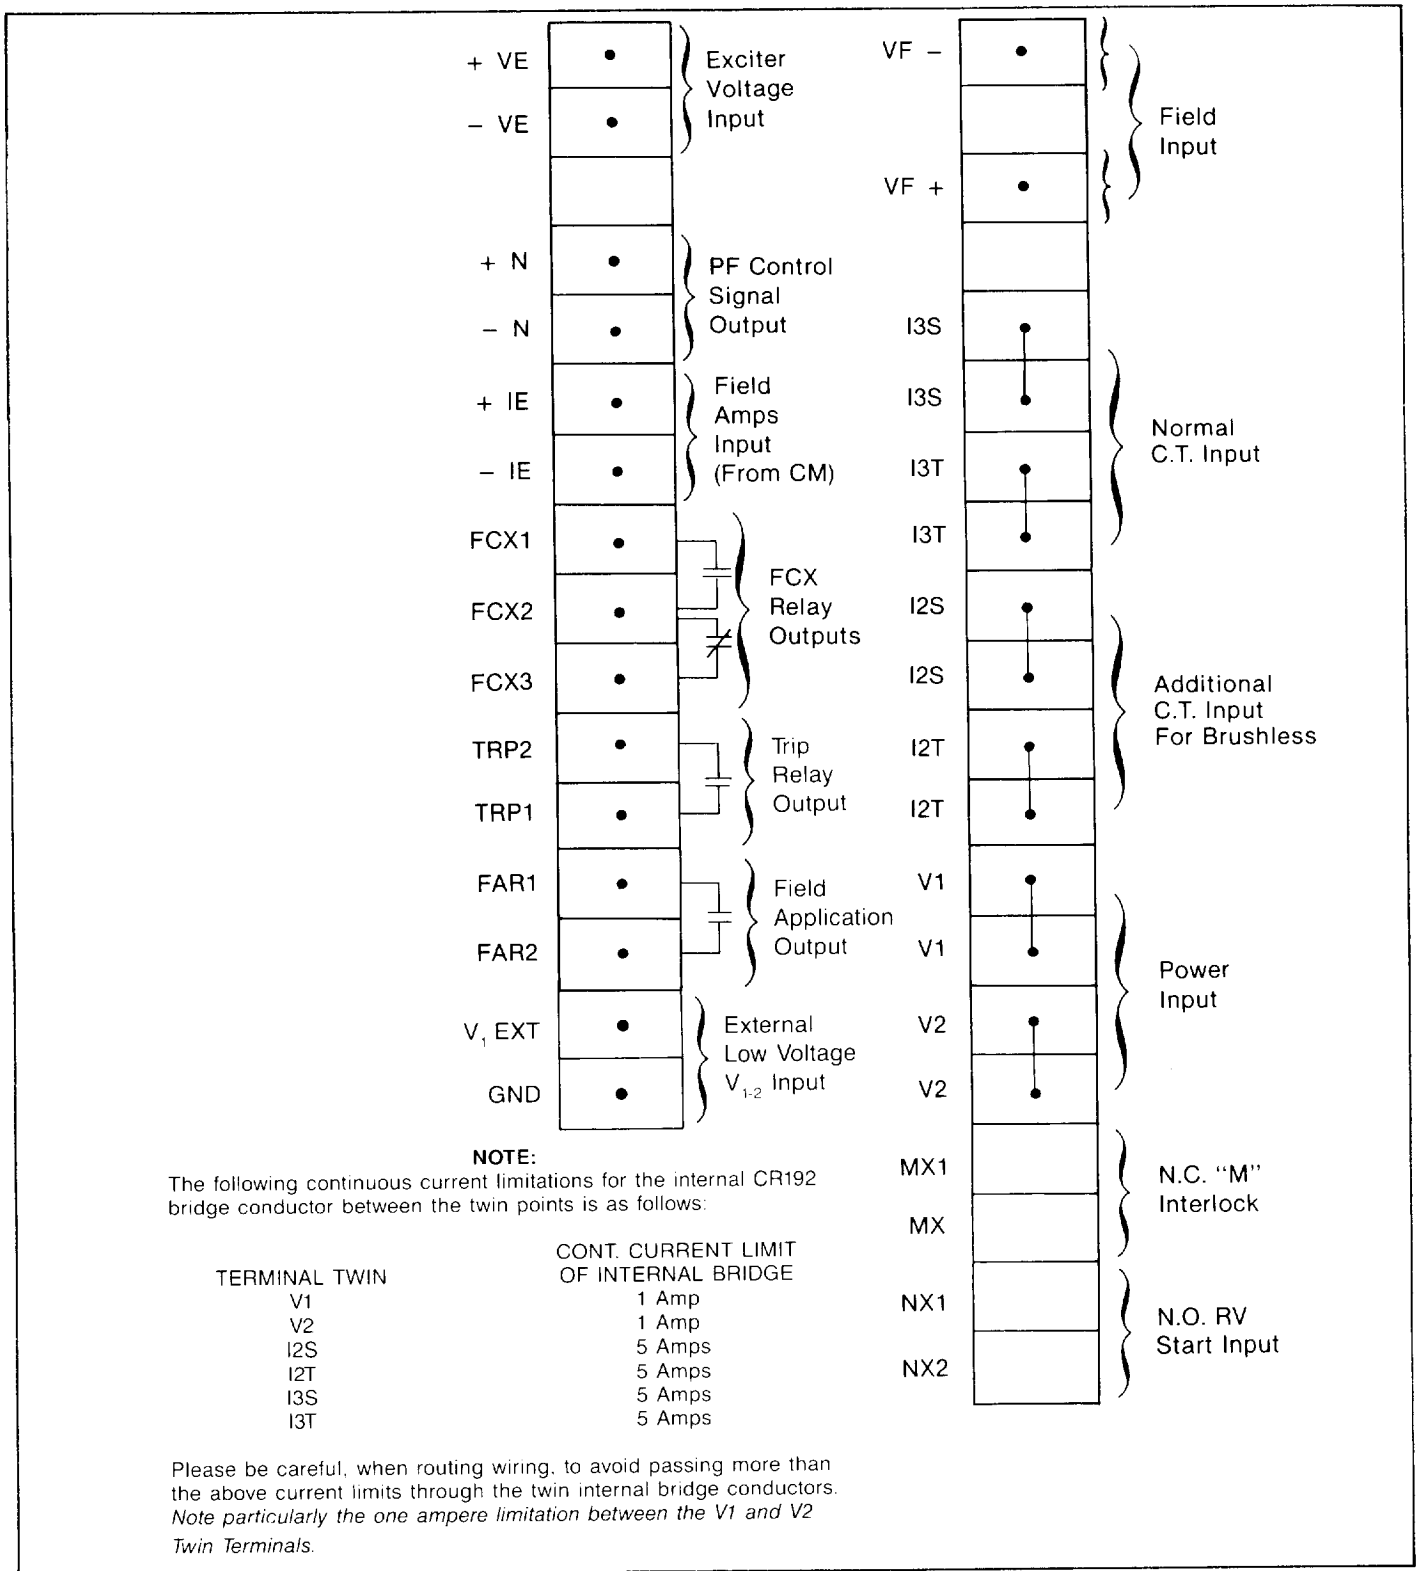 + VE
− VE
Exciter
Voltage
Input
+ N
− N
PF Control
Signal
Output
+ IE
− IE
Field
Amps
Input
(From CM)
FCX1
FCX2
FCX3
FCX
Relay
Outputs
TRP2
TRP1
Trip
Relay
Output
FAR1
FAR2
Field
Application
Output
V1 EXT
GND
External
Low Voltage
V1-2 Input
VF −
VF +
Field
Input
I3S
I3S
I3T
I3T
Normal
C.T. Input
I2S
I2S
I2T
I2T
Additional
C.T. Input
For Brushless
V1
V1
V2
V2
Power
Input
MX1
MX
N.C. “M”
Interlock
NX1
NX2
N.O. RV
Start Input
NOTE:
The following continuous current limitations for the internal CR192
bridge conductor between the twin points is as follows:
TERMINAL TWIN
CONT. CURRENT LIMIT
OF INTERNAL BRIDGE
V1 1 Amp
V2 1 Amp
I2S 5 Amps
I2T 5 Amps
I3S 5 Amps
I3T 5 Amps
Please be careful, when routing wiring, to avoid passing more than
the above current limits through the twin internal bridge conductors.
Note particularly the one ampere limitation between the V1 and V2
Twin Terminals.